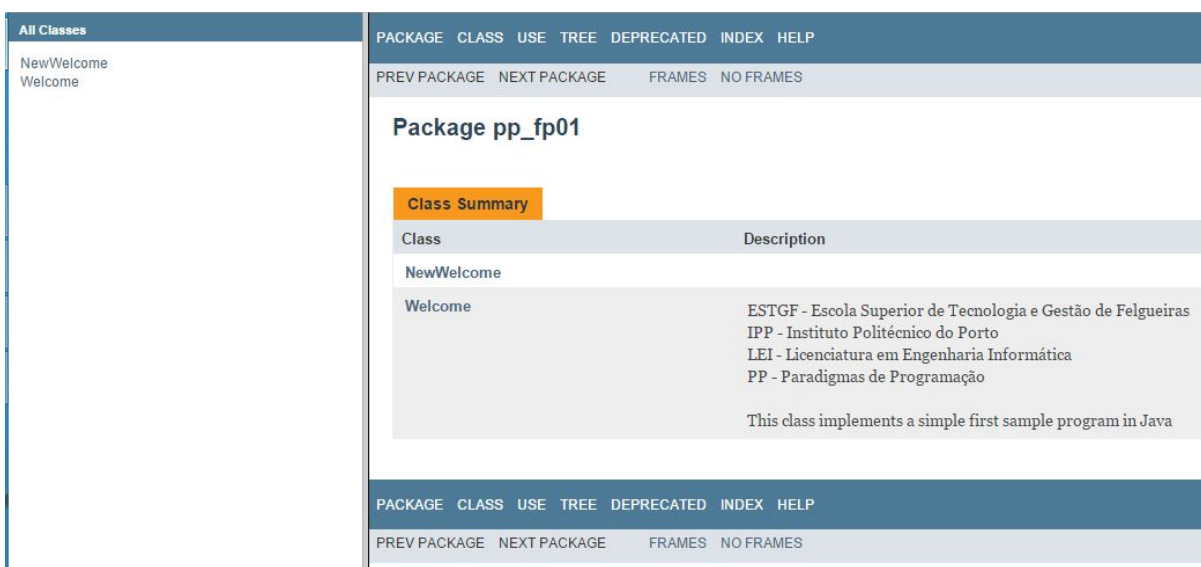 All Classes
NewWelcome
Welcome
PACKAGE CLASS USE TREE DEPRECATED INDEX HELP
PREV PACKAGE NEXT PACKAGE FRAMES NO FRAMES
Package pp_fp01
Class Summary
Class Description
NewWelcome
Welcome ESTGF - Escola Superior de Tecnologia e Gestão de Felgueiras
IPP - Instituto Politécnico do Porto
LEI - Licenciatura em Engenharia Informática
PP - Paradigmas de Programação
This class implements a simple first sample program in Java
PACKAGE CLASS USE TREE DEPRECATED INDEX HELP
PREV PACKAGE NEXT PACKAGE FRAMES NO FRAMES